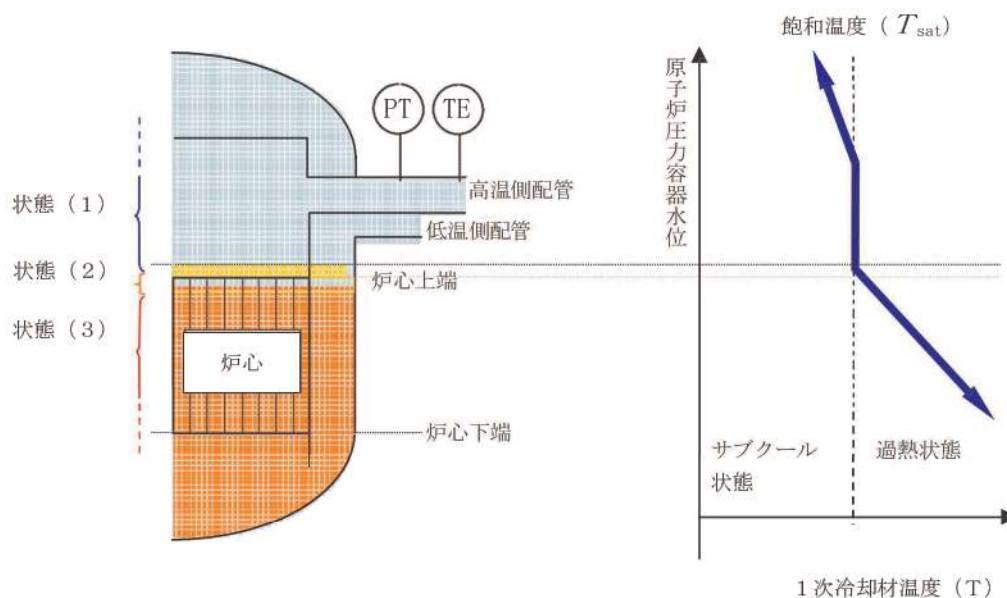 飽和温度（Tsat）
原子炉圧力容器水位
PT
TE
高温側配管
低温側配管
状態（1）
状態（2）
炉心上端
状態（3）
炉心
炉心下端
サブクール
状態
過熱状態
1次冷却材温度（T）